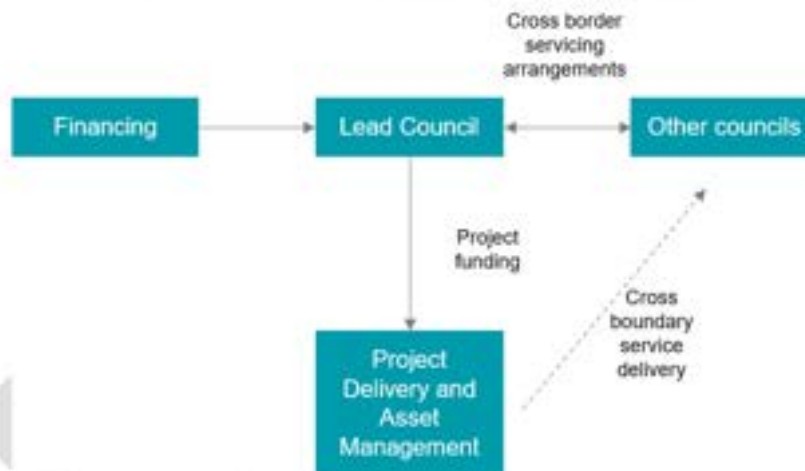 Cross border
servicing
arrangements
Financing
Lead Council
Other councils
Project
funding
Cross
boundary
service
delivery
Project
Delivery and
Asset
Management